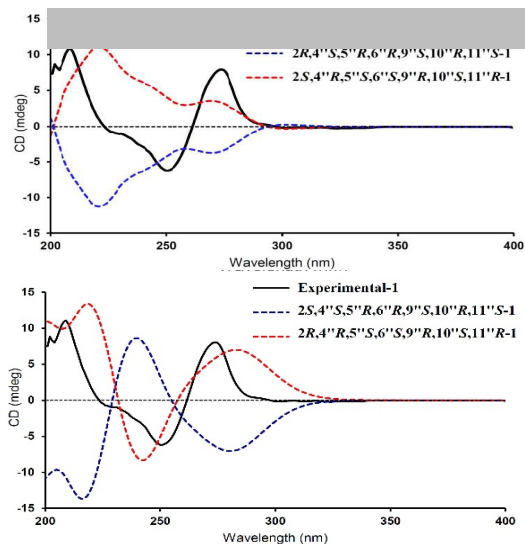 15
2R,4"S,5"R,6"R,9"S,10"R,11"S-1
10
2S,4"R,5"S,6"S,9"R,10"S,11"R-1
5
0
-5
-10
-15
CD (mdeg)
200 250 300 350 400
Wavelength (nm)
15
Experimental-1
2S,4"S,5"R,6"R,9"S,10"R,11"S-1
10
2R,4"R,5"S,6"S,9"R,10"S,11"R-1
5
0
-5
-10
-15
CD (mdeg)
200 250 300 350 400